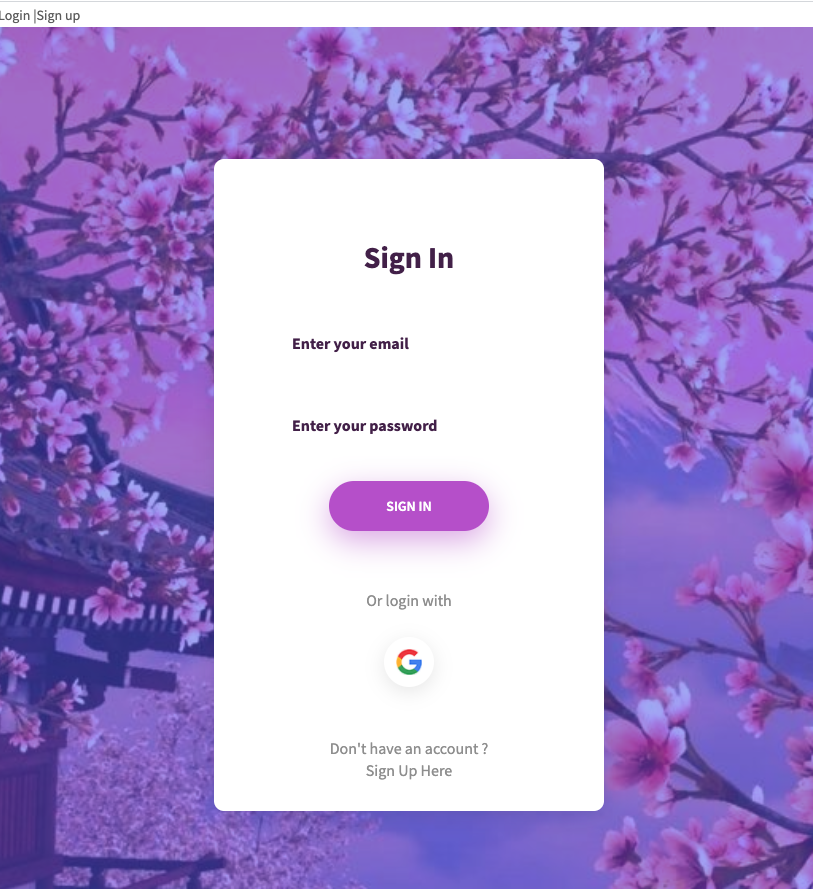 Login |Sign up
Sign In
Enter your email
Enter your password
SIGN IN
Or login with
Don't have an account ?
Sign Up Here